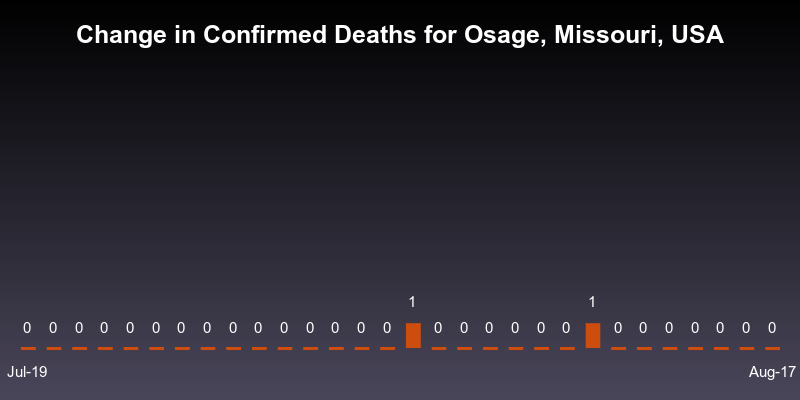 Change in Confirmed Deaths for Osage, Missouri, USA
1 1
0 0 0 0 0 0 0 0 0 0 0 0 0 0 0 0 0 0 0 0 0 0 0 0 0 0 0 0
Jul-19 Aug-17